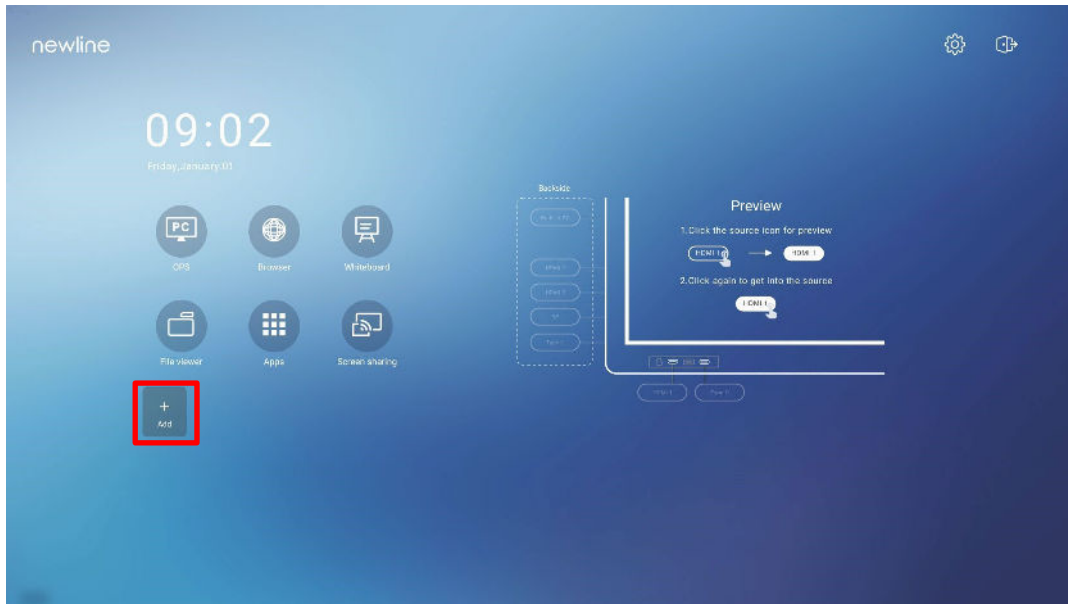 newline
09:02
Friday, January 01
PC
OPS
Browser
Whiteboard
File viewer
Apps
Screen sharing
+
Add
Backside
Preview
1.Click the source icon for preview
HDMI 1
HDMI 1
2.Click again to get into the source
HDMI 1